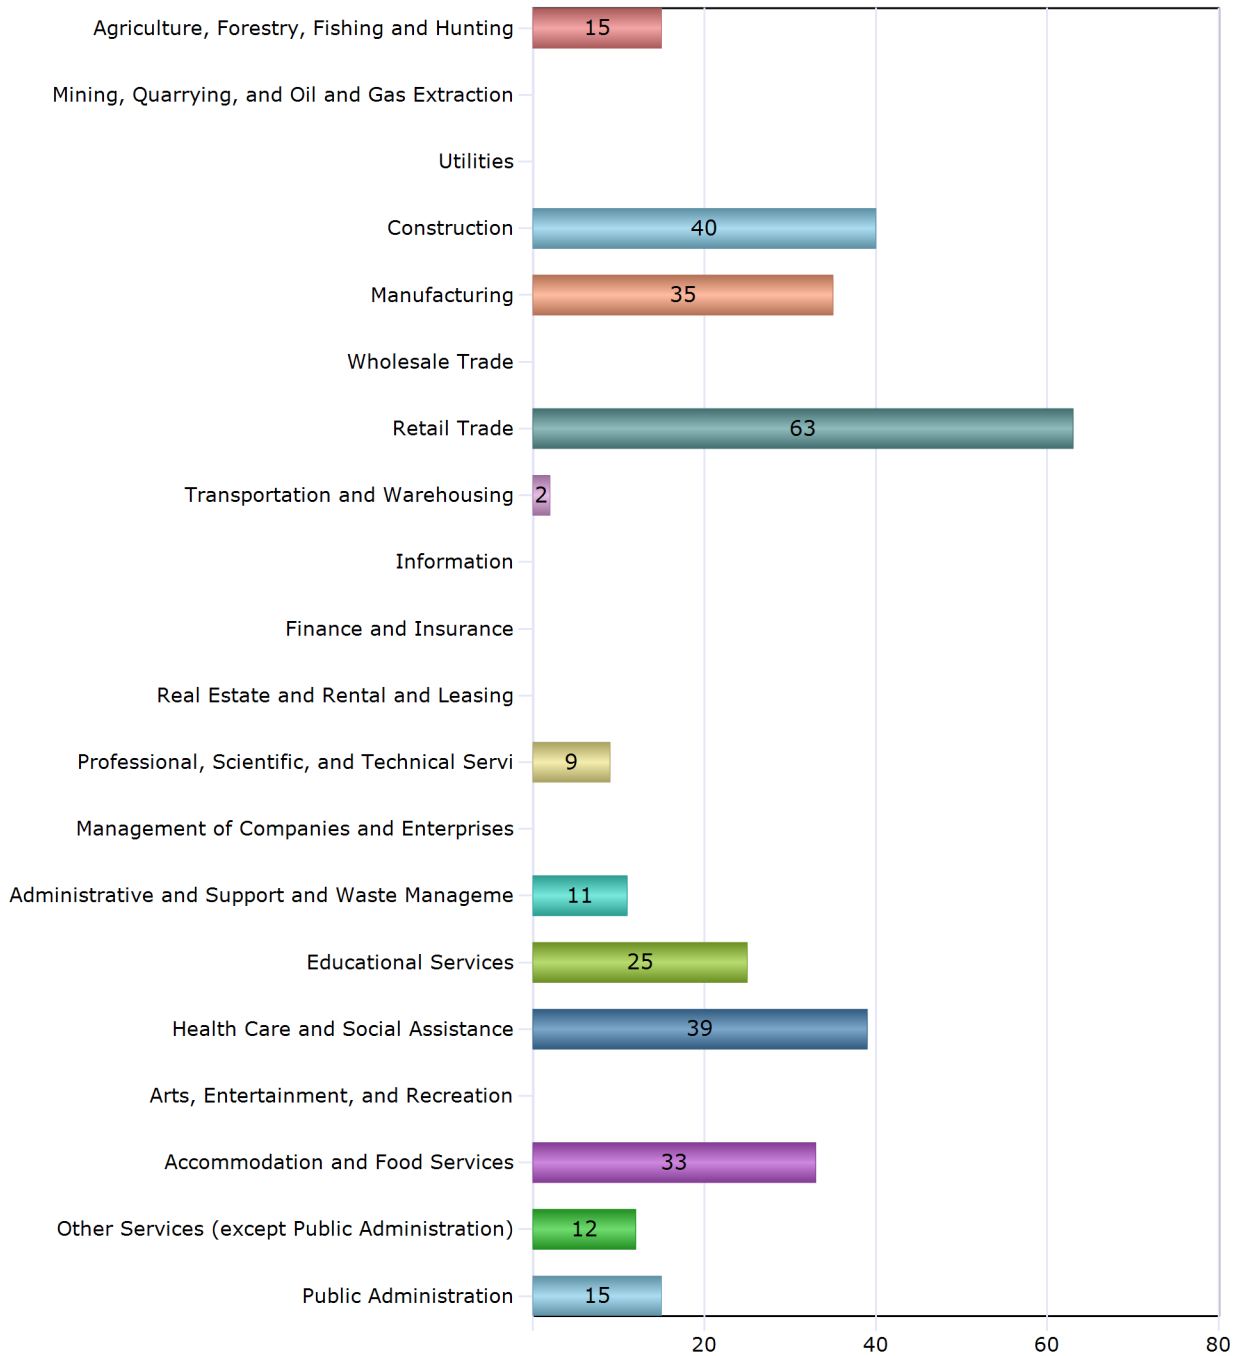 Agriculture, Forestry, Fishing and Hunting 15
Mining, Quarrying, and Oil and Gas Extraction
Utilities
Construction 40
Manufacturing 35
Wholesale Trade
Retail Trade 63
Transportation and Warehousing 2
Information
Finance and Insurance
Real Estate and Rental and Leasing
Professional, Scientific, and Technical Servi 9
Management of Companies and Enterprises
Administrative and Support and Waste Manageme 11
Educational Services 25
Health Care and Social Assistance 39
Arts, Entertainment, and Recreation
Accommodation and Food Services 33
Other Services (except Public Administration) 12
Public Administration 15
20 40 60 80